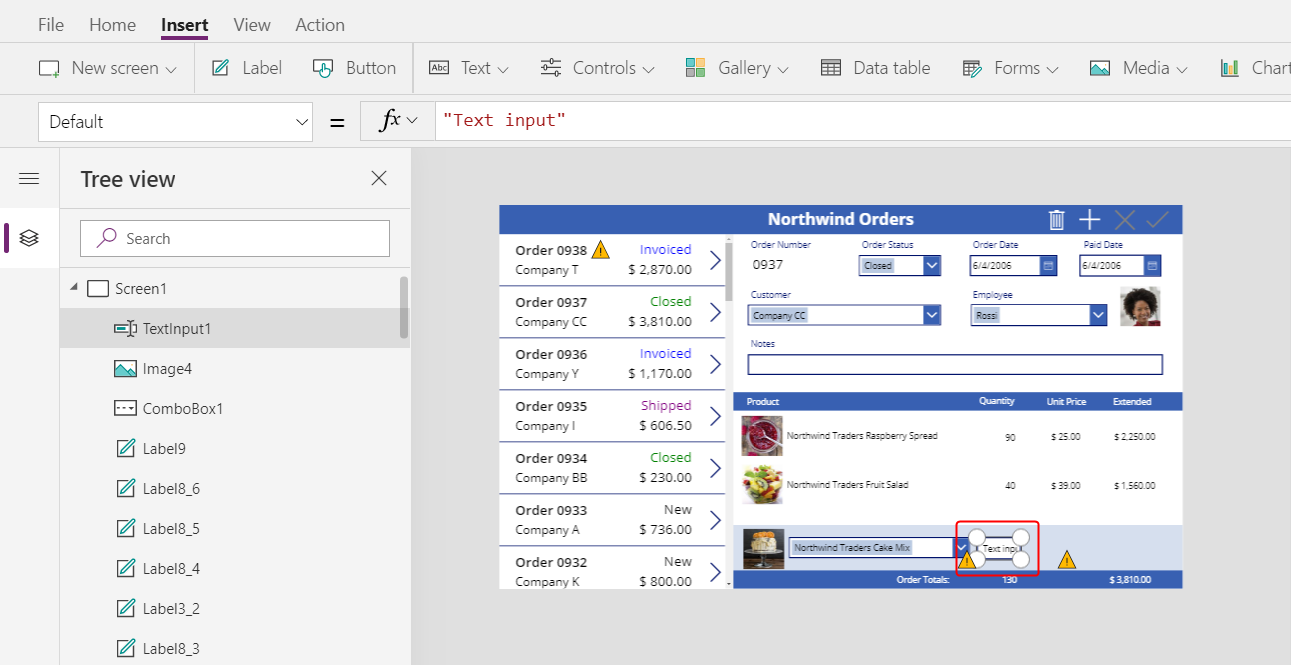 File Home Insert View Action
New screen Label Button Abc Text Controls Gallery Data table Forms Media Chart
Default = fx "Text input"
Tree view
Search
Screen1
TextInput1
Image4
ComboBox1
Label9
Label8_6
Label8_5
Label8_4
Label3_2
Label8_3
Northwind Orders
Order 0938 Invoiced
Company T $ 2,870.00
Order 0937 Closed
Company CC $ 3,810.00
Order 0936 Invoiced
Company Y $ 1,170.00
Order 0935 Shipped
Company I $ 606.50
Order 0934 Closed
Company BB $ 230.00
Order 0933 New
Company A $ 736.00
Order 0932 New
Company K $ 800.00
Order Number Order Status Order Date Paid Date
0937 Closed 6/4/2006 6/4/2006
Customer Employee
Company CC Rossi
Notes
Product Quantity Unit Price Extended
Northwind Traders Raspberry Spread 90 $ 25.00 $ 2,250.00
Northwind Traders Fruit Salad 40 $ 39.00 $ 1,560.00
Northwind Traders Cake Mix Text inpu
Order Totals: 130 $ 3,810.00